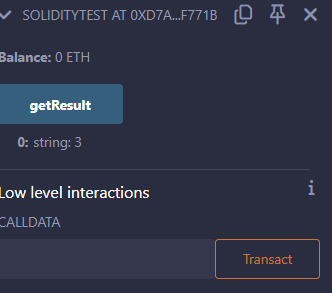 SOLIDITYTEST AT 0XD7A...F771B
Balance: 0 ETH
getResult
0: string: 3
Low level interactions
i
CALLDATA
Transact